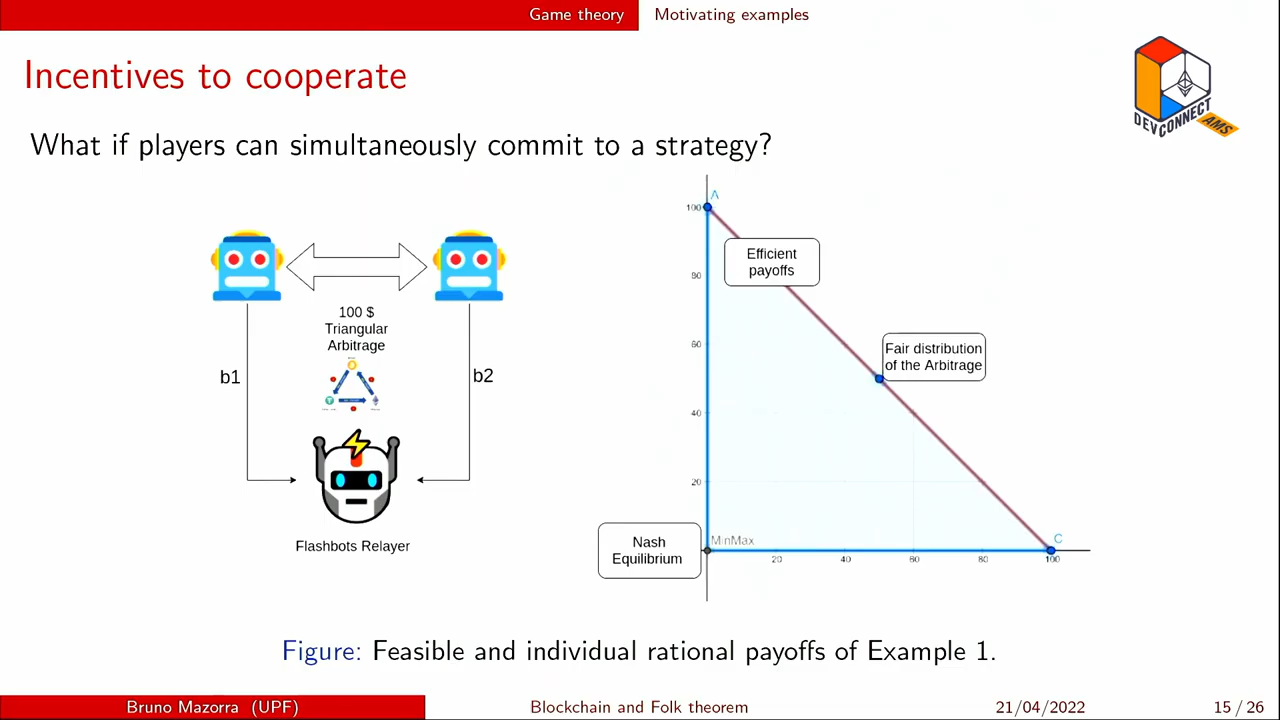 Game theory
Motivating examples
Incentives to cooperate
DEVCONNECT
AMS
What if players can simultaneously commit to a strategy?
100 $
Triangular
Arbitrage
b1
b2
Flashbots Relayer
A
100
80
60
40
20
Efficient
payoffs
Fair distribution
of the Arbitrage
Nash
Equilibrium
MinMax
C
20
40
60
80
100
Figure: Feasible and individual rational payoffs of Example 1.
Bruno Mazorra (UPF)
Blockchain and Folk theorem
21/04/2022
15 / 26